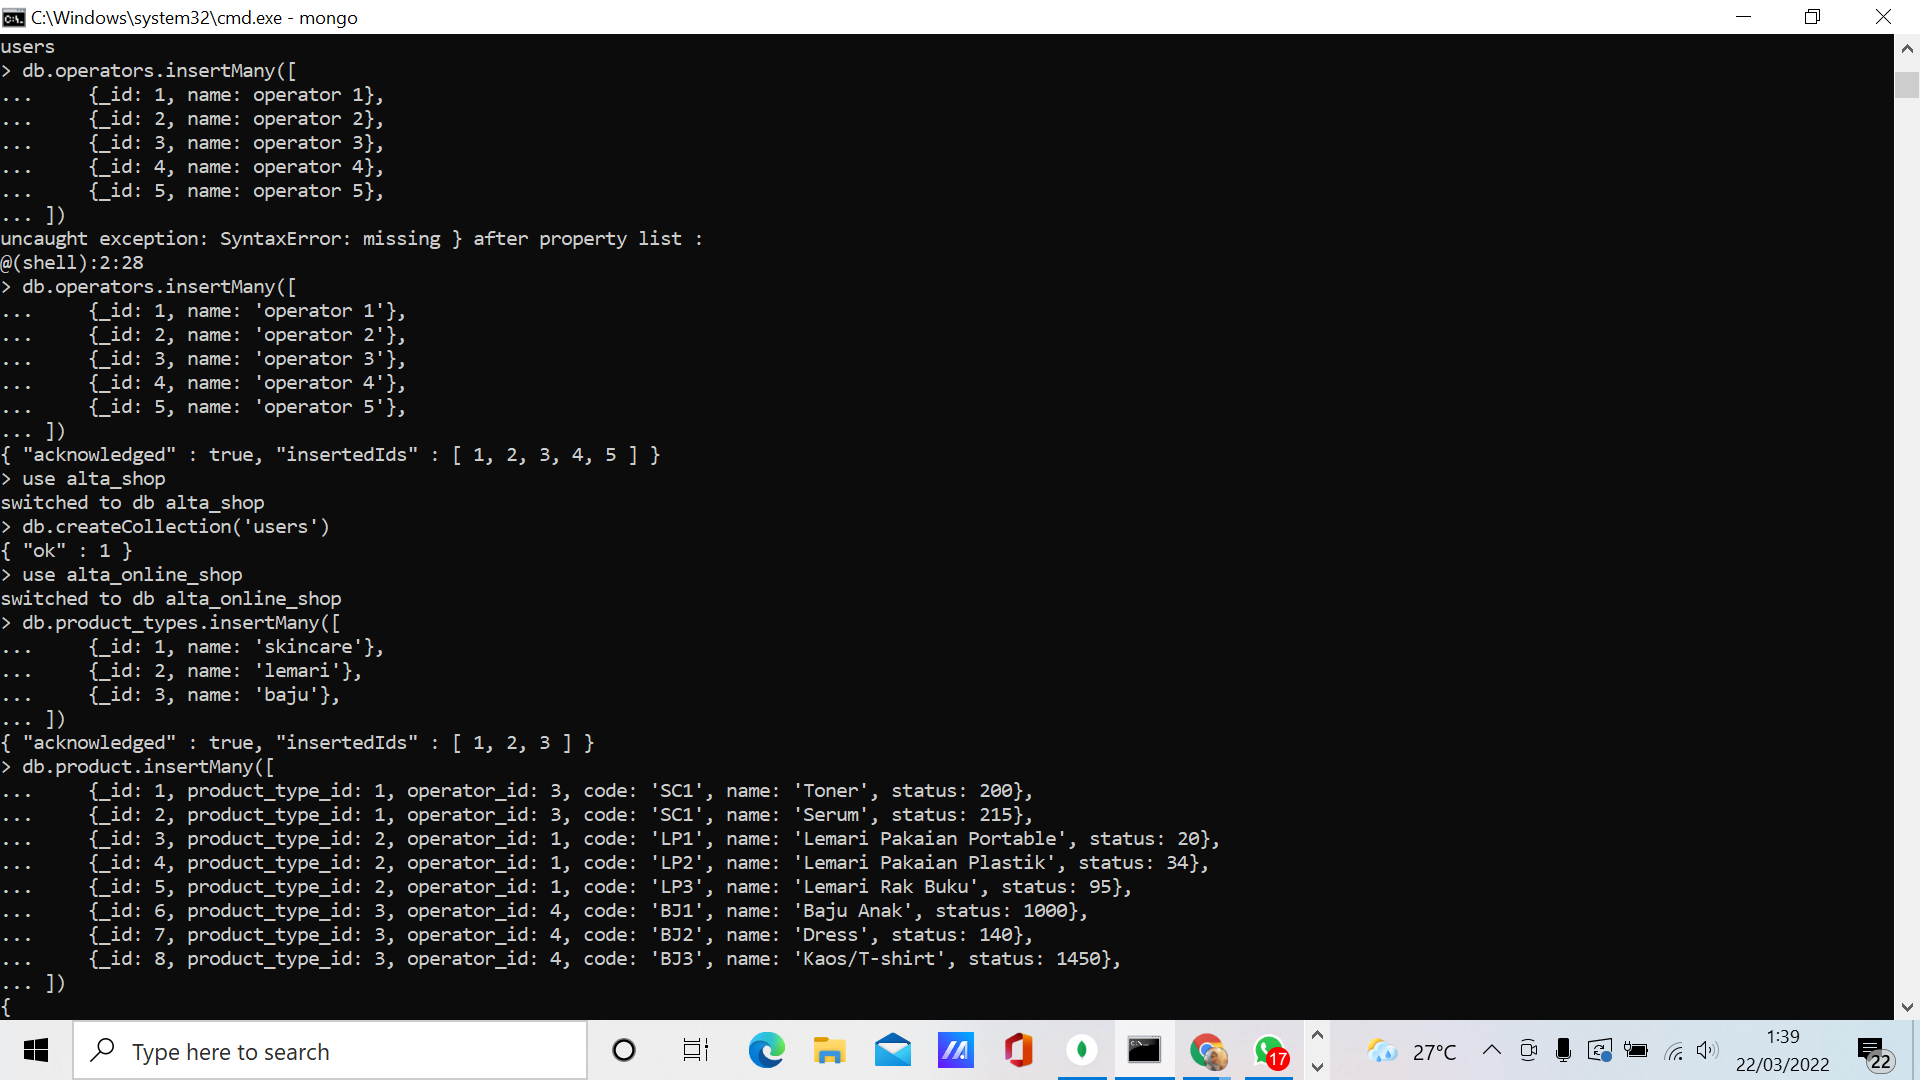 C:\Windows\system32\cmd.exe - mongo
users
> db.operators.insertMany([
...     {_id: 1, name: operator 1},
...     {_id: 2, name: operator 2},
...     {_id: 3, name: operator 3},
...     {_id: 4, name: operator 4},
...     {_id: 5, name: operator 5},
... ])
uncaught exception: SyntaxError: missing } after property list :
@(shell):2:28
> db.operators.insertMany([
...     {_id: 1, name: 'operator 1'},
...     {_id: 2, name: 'operator 2'},
...     {_id: 3, name: 'operator 3'},
...     {_id: 4, name: 'operator 4'},
...     {_id: 5, name: 'operator 5'},
... ])
{ "acknowledged" : true, "insertedIds" : [ 1, 2, 3, 4, 5 ] }
> use alta_shop
switched to db alta_shop
> db.createCollection('users')
{ "ok" : 1 }
> use alta_online_shop
switched to db alta_online_shop
> db.product_types.insertMany([
...     {_id: 1, name: 'skincare'},
...     {_id: 2, name: 'lemari'},
...     {_id: 3, name: 'baju'},
... ])
{ "acknowledged" : true, "insertedIds" : [ 1, 2, 3 ] }
> db.product.insertMany([
...     {_id: 1, product_type_id: 1, operator_id: 3, code: 'SC1', name: 'Toner', status: 200},
...     {_id: 2, product_type_id: 1, operator_id: 3, code: 'SC1', name: 'Serum', status: 215},
...     {_id: 3, product_type_id: 2, operator_id: 1, code: 'LP1', name: 'Lemari Pakaian Portable', status: 20},
...     {_id: 4, product_type_id: 2, operator_id: 1, code: 'LP2', name: 'Lemari Pakaian Plastik', status: 34},
...     {_id: 5, product_type_id: 2, operator_id: 1, code: 'LP3', name: 'Lemari Rak Buku', status: 95},
...     {_id: 6, product_type_id: 3, operator_id: 4, code: 'BJ1', name: 'Baju Anak', status: 1000},
...     {_id: 7, product_type_id: 3, operator_id: 4, code: 'BJ2', name: 'Dress', status: 140},
...     {_id: 8, product_type_id: 3, operator_id: 4, code: 'BJ3', name: 'Kaos/T-shirt', status: 1450},
... ])
{
Type here to search
17
27°C
1:39
22/03/2022
22